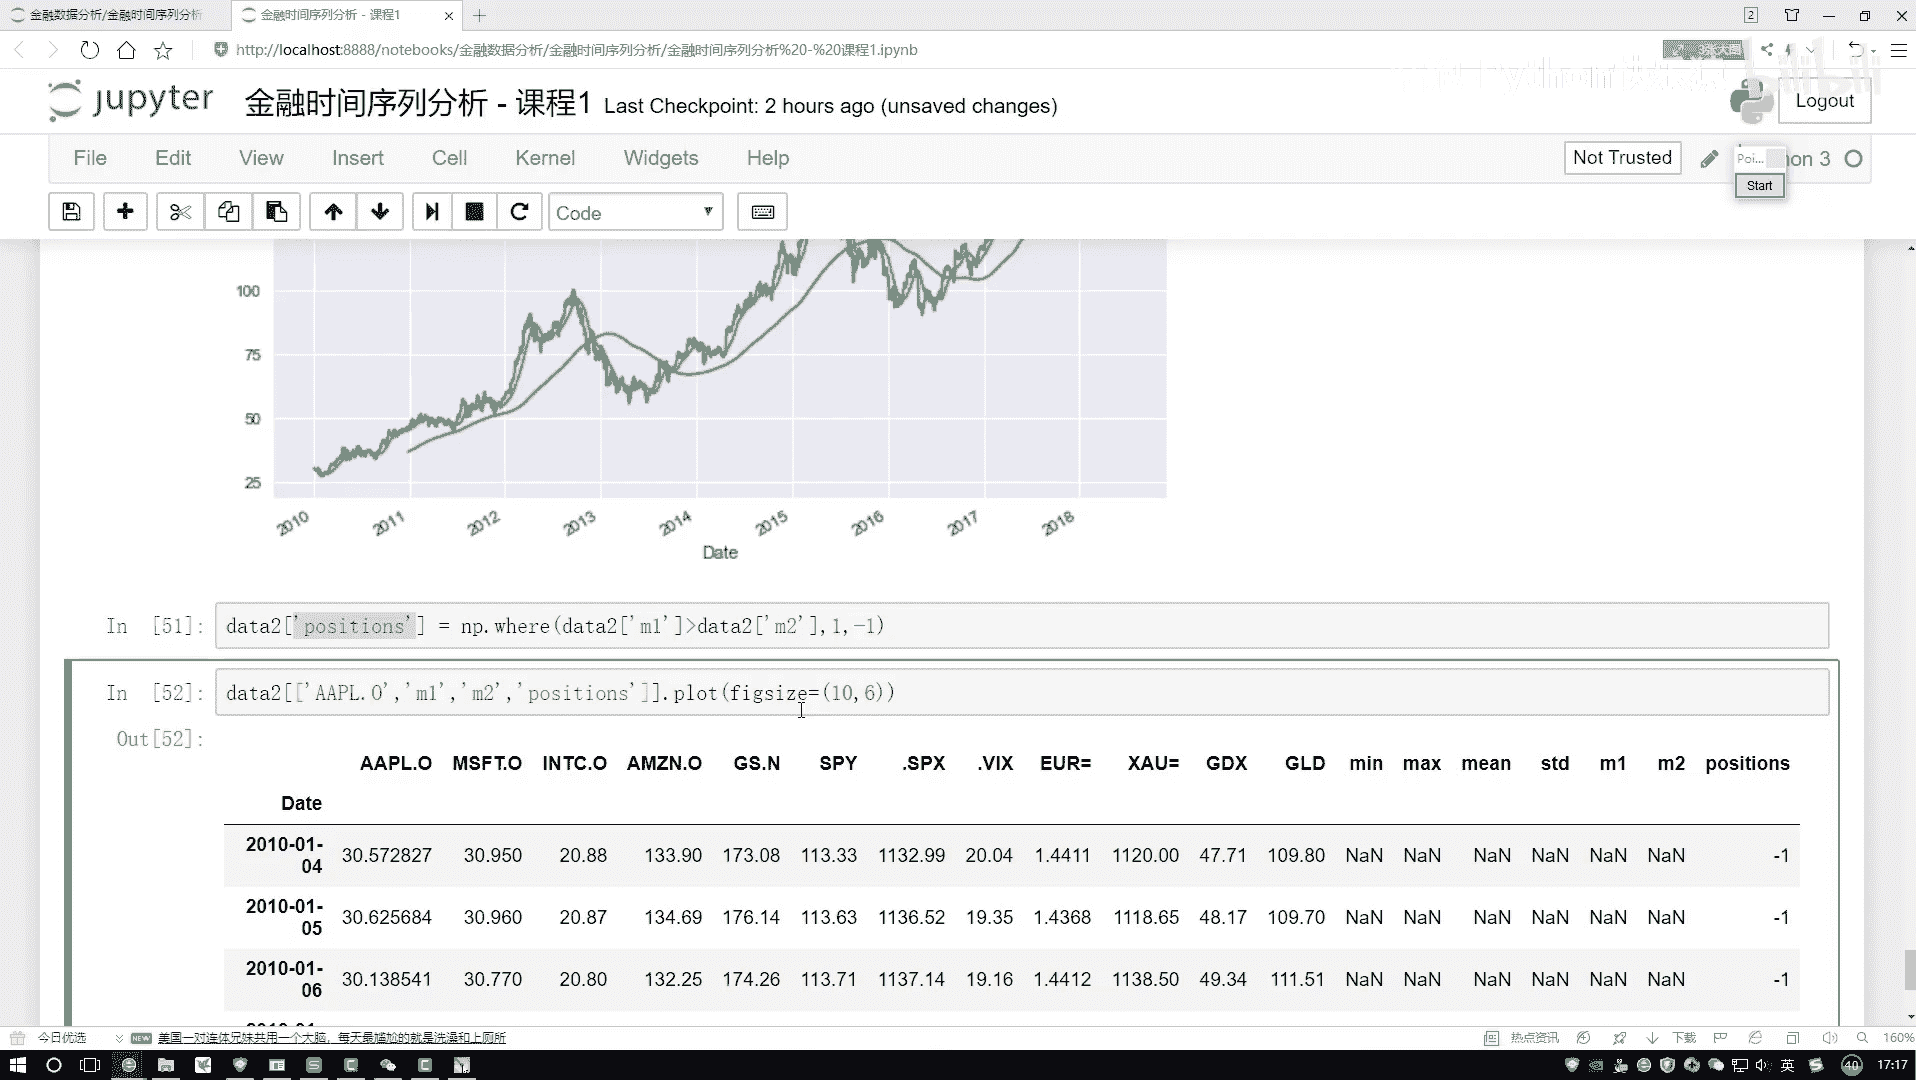 金融数据分析/金融时间序列分析
金融时间序列分析 - 课程1
2
http://localhost:8888/notebooks/金融数据分析/金融时间序列分析/金融时间序列分析%20-%20课程1.ipynb
bilibili
jupyter 金融时间序列分析 - 课程1 Last Checkpoint: 2 hours ago (unsaved changes)
Logout
File Edit View Insert Cell Kernel Widgets Help
Not Trusted
Poi... on 3
Start
Code
100
75
50
25
2010 2011 2012 2013 2014 2015 2016 2017 2018
Date
In [51]: data2['positions'] = np.where(data2['m1']>data2['m2'],1,-1)
In [52]: data2[['AAPL.O','m1','m2','positions']].plot(figsize=(10,6))
Out[52]:
AAPL.O MSFT.O INTC.O AMZN.O GS.N SPY .SPX .VIX EUR= XAU= GDX GLD min max mean std m1 m2 positions
Date
2010-01-04 30.572827 30.950 20.88 133.90 173.08 113.33 1132.99 20.04 1.4411 1120.00 47.71 109.80 NaN NaN NaN NaN NaN NaN -1
2010-01-05 30.625684 30.960 20.87 134.69 176.14 113.63 1136.52 19.35 1.4368 1118.65 48.17 109.70 NaN NaN NaN NaN NaN NaN -1
2010-01-06 30.138541 30.770 20.80 132.25 174.26 113.71 1137.14 19.16 1.4412 1138.50 49.34 111.51 NaN NaN NaN NaN NaN NaN -1
今日优选 NEW 美国一对连体兄妹共用一个大脑，每天最尴尬的就是洗澡和上厕所
热点资讯 下载 160%
英 40 17:17